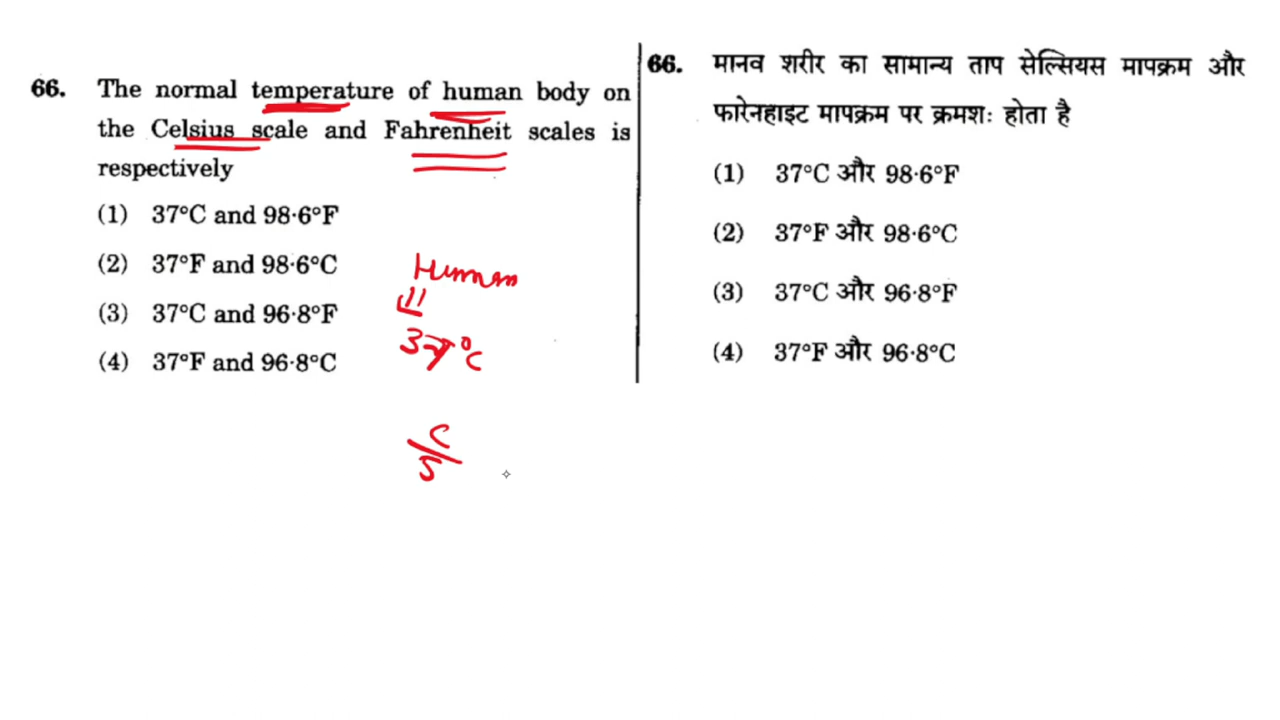 66. The normal temperature of human body on
the Celsius scale and Fahrenheit scales is
respectively
(1) 37°C and 98·6°F
(2) 37°F and 98·6°C
(3) 37°C and 96·8°F
(4) 37°F and 96·8°C
Human
37°C
C
5
66. मानव शरीर का सामान्य ताप सेल्सियस मापक्रम और
फारेनहाइट मापक्रम पर क्रमशः होता है
(1) 37°C और 98·6°F
(2) 37°F और 98·6°C
(3) 37°C और 96·8°F
(4) 37°F और 96·8°C